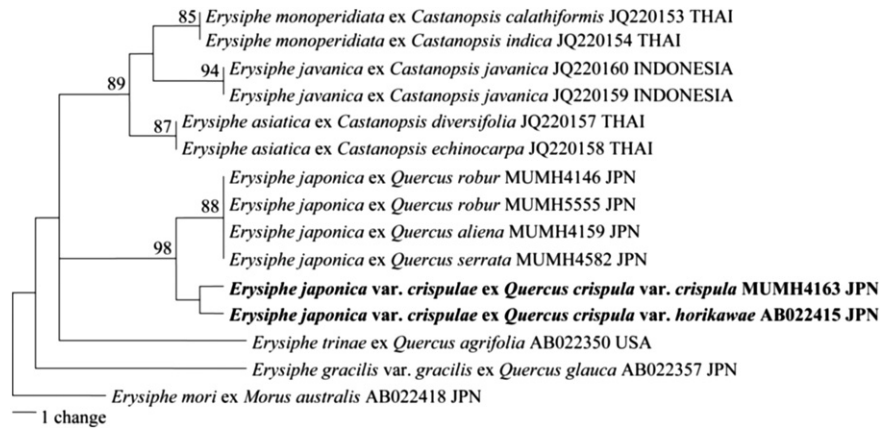 85 Erysiphe monoperidiata ex Castanopsis calathiformis JQ220153 THAI
Erysiphe monoperidiata ex Castanopsis indica JQ220154 THAI
94 Erysiphe javanica ex Castanopsis javanica JQ220160 INDONESIA
89
Erysiphe javanica ex Castanopsis javanica JQ220159 INDONESIA
87 Erysiphe asiatica ex Castanopsis diversifolia JQ220157 THAI
Erysiphe asiatica ex Castanopsis echinocarpa JQ220158 THAI
Erysiphe japonica ex Quercus robur MUMH4146 JPN
88 Erysiphe japonica ex Quercus robur MUMH5555 JPN
Erysiphe japonica ex Quercus aliena MUMH4159 JPN
98
Erysiphe japonica ex Quercus serrata MUMH4582 JPN
Erysiphe japonica var. crispulae ex Quercus crispula var. crispula MUMH4163 JPN
Erysiphe japonica var. crispulae ex Quercus crispula var. horikawae AB022415 JPN
Erysiphe trinae ex Quercus agrifolia AB022350 USA
Erysiphe gracilis var. gracilis ex Quercus glauca AB022357 JPN
Erysiphe mori ex Morus australis AB022418 JPN
1 change